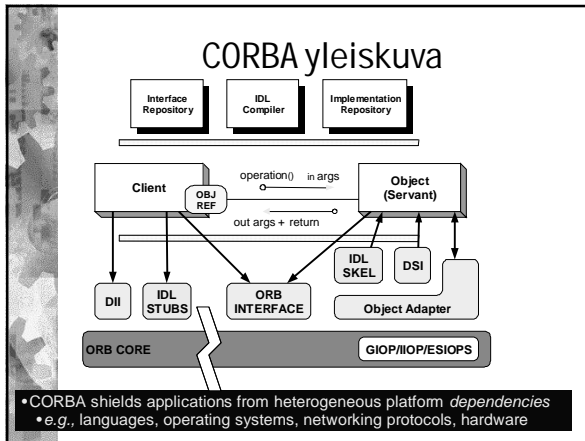 CORBA yleiskuva
Interface
Repository
IDL
Compiler
Implementation
Repository
Client
OBJ
REF
operation() in args
out args + return
Object
(Servant)
DII
IDL
STUBS
ORB
INTERFACE
IDL
SKEL
DSI
Object Adapter
ORB CORE
GIOP/IIOP/ESIOPS
•CORBA shields applications from heterogeneous platform dependencies
•e.g., languages, operating systems, networking protocols, hardware